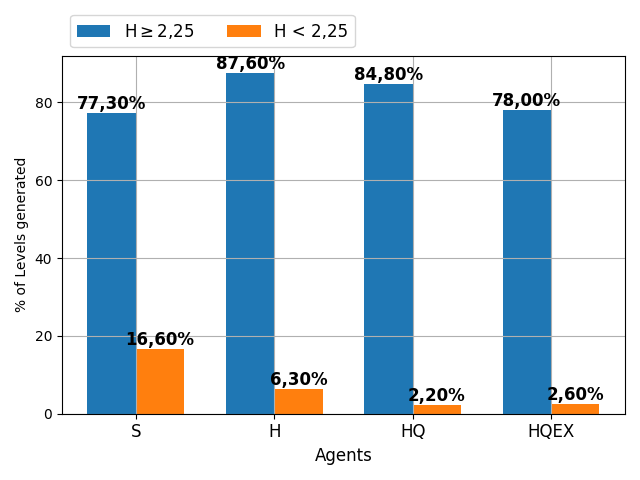 H ≥ 2,25 H < 2,25
87,60%
84,80%
77,30% 78,00%
16,60%
6,30%
2,20% 2,60%
80
60
40
20
0
% of Levels generated
S H HQ HQEX
Agents